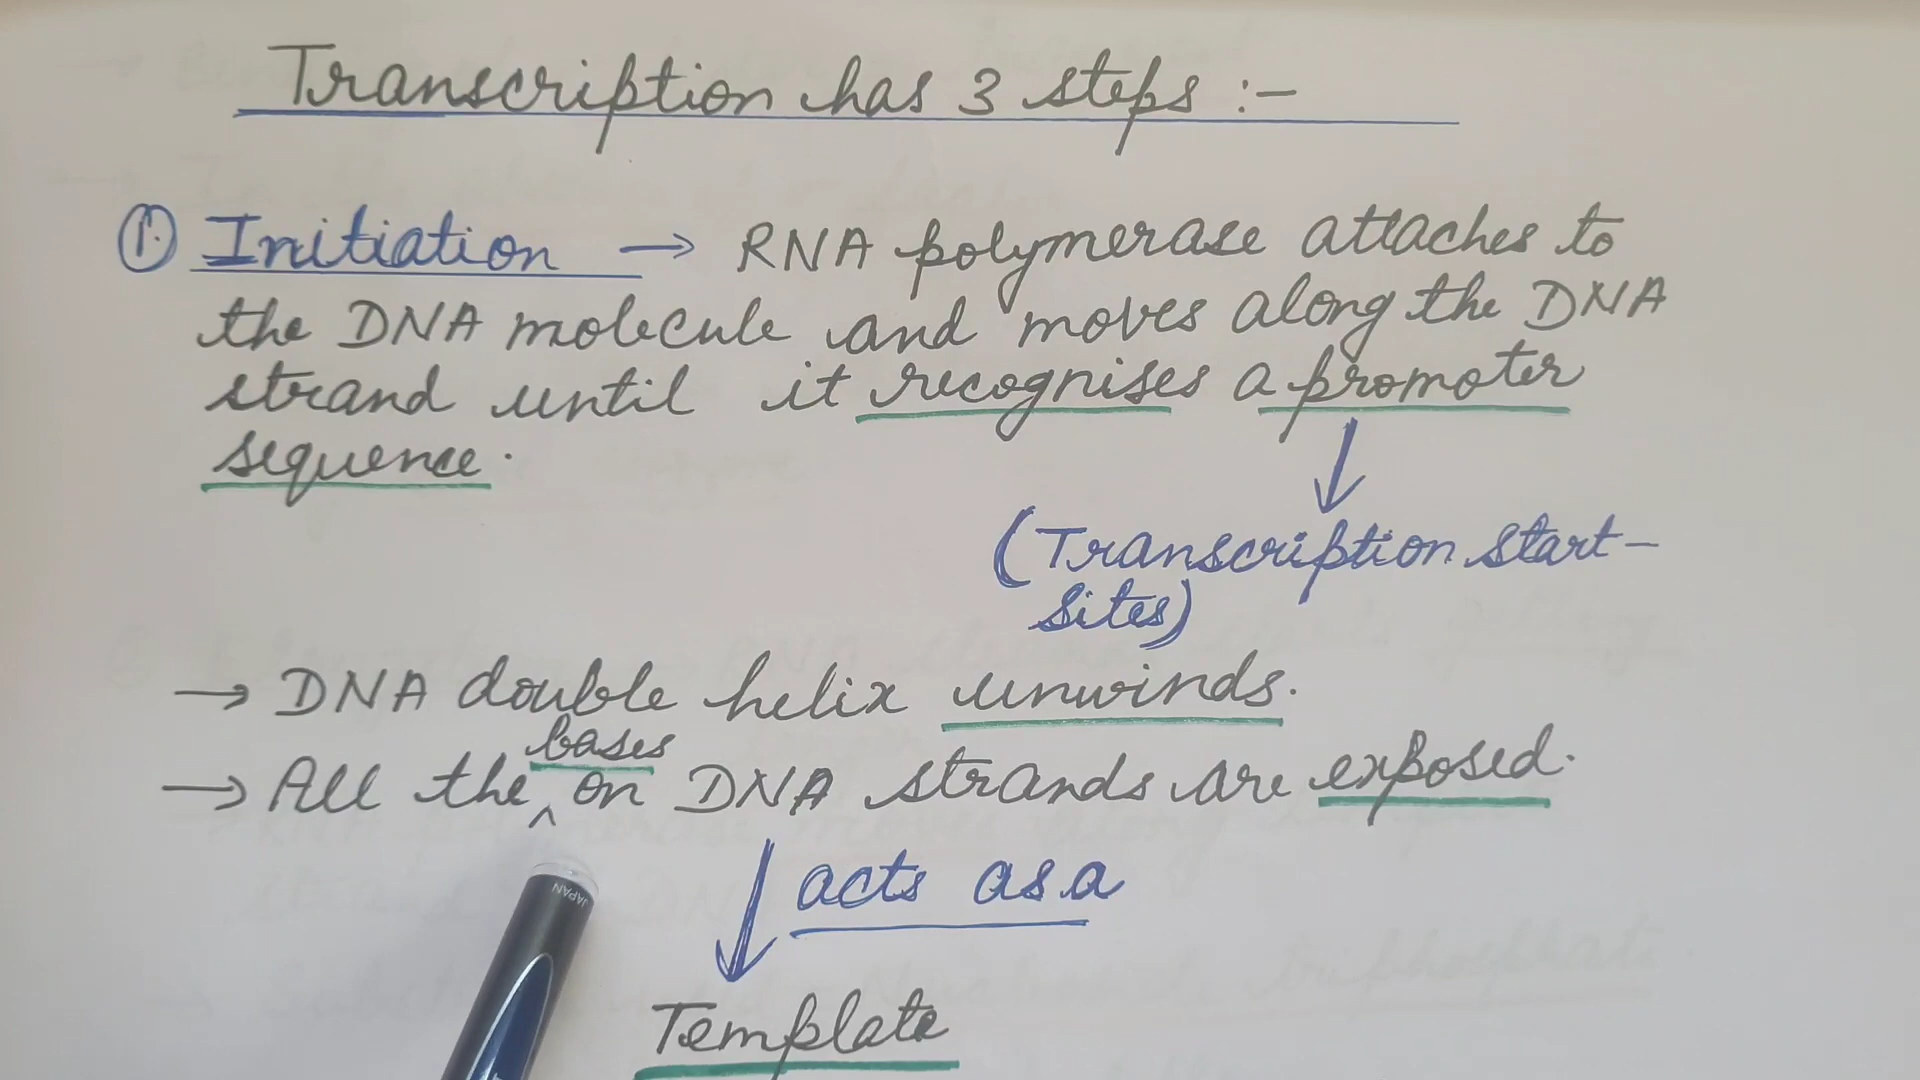 Transcription has 3 steps :-
① Initiation → RNA polymerase attaches to
the DNA molecule and moves along the DNA
strand until it recognises a promoter
sequence.
(Transcription start-
sites)
→ DNA double helix unwinds.
bases
→ All the ^ on DNA strands are exposed.
acts as a
Template
JAPAN